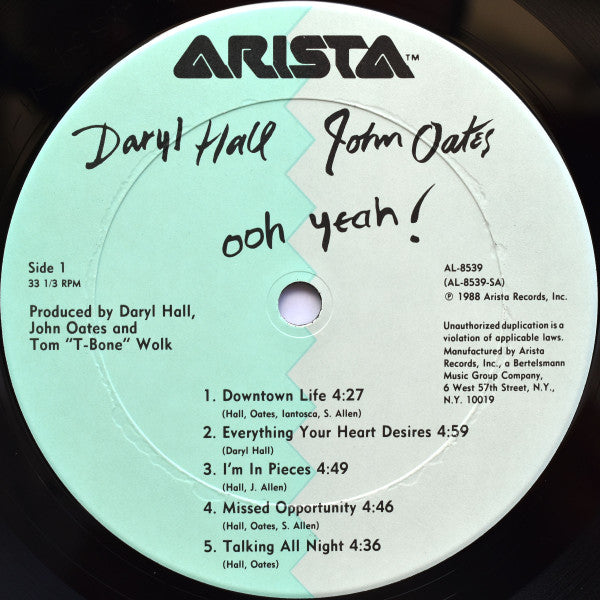 ARISTA™
Daryl Hall John Oates
ooh yeah!
Side 1
33 1/3 RPM
Produced by Daryl Hall,
John Oates and
Tom "T-Bone" Wolk
AL-8539
(AL-8539-SA)
℗ 1988 Arista Records, Inc.
Unauthorized duplication is a
violation of applicable laws.
Manufactured by Arista
Records, Inc., a Bertelsmann
Music Group Company,
6 West 57th Street, N.Y.,
N.Y. 10019
1. Downtown Life 4:27
(Hall, Oates, Iantosca, S. Allen)
2. Everything Your Heart Desires 4:59
(Daryl Hall)
3. I'm In Pieces 4:49
(Hall, J. Allen)
4. Missed Opportunity 4:46
(Hall, Oates, S. Allen)
5. Talking All Night 4:36
(Hall, Oates)